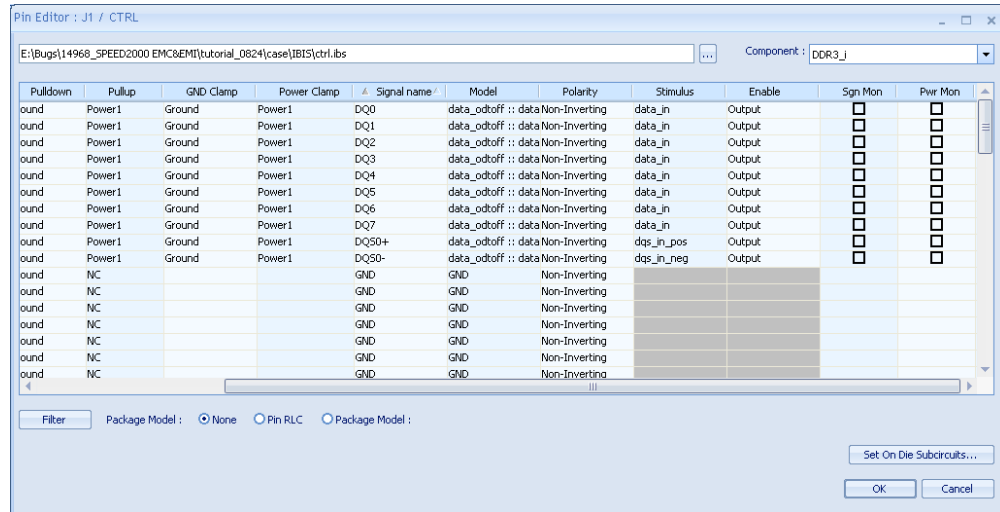 Pin Editor : J1 / CTRL
E:\Bugs\14968_SPEED2000 EMC&EMI\tutorial_0824\case\IBIS\ctrl.ibs ... Component : DDR3_i
Pulldown Pullup GND Clamp Power Clamp Signal name Model Polarity Stimulus Enable Sgn Mon Pwr Mon
ound Power1 Ground Power1 DQ0 data_odtoff :: data Non-Inverting data_in Output
ound Power1 Ground Power1 DQ1 data_odtoff :: data Non-Inverting data_in Output
ound Power1 Ground Power1 DQ2 data_odtoff :: data Non-Inverting data_in Output
ound Power1 Ground Power1 DQ3 data_odtoff :: data Non-Inverting data_in Output
ound Power1 Ground Power1 DQ4 data_odtoff :: data Non-Inverting data_in Output
ound Power1 Ground Power1 DQ5 data_odtoff :: data Non-Inverting data_in Output
ound Power1 Ground Power1 DQ6 data_odtoff :: data Non-Inverting data_in Output
ound Power1 Ground Power1 DQ7 data_odtoff :: data Non-Inverting data_in Output
ound Power1 Ground Power1 DQS0+ data_odtoff :: data Non-Inverting dqs_in_pos Output
ound Power1 Ground Power1 DQS0- data_odtoff :: data Non-Inverting dqs_in_neg Output
ound NC GND GND Non-Inverting
ound NC GND GND Non-Inverting
ound NC GND GND Non-Inverting
ound NC GND GND Non-Inverting
ound NC GND GND Non-Inverting
ound NC GND GND Non-Inverting
ound NC GND GND Non-Inverting
Filter Package Model : None Pin RLC Package Model :
Set On Die Subcircuits...
OK Cancel